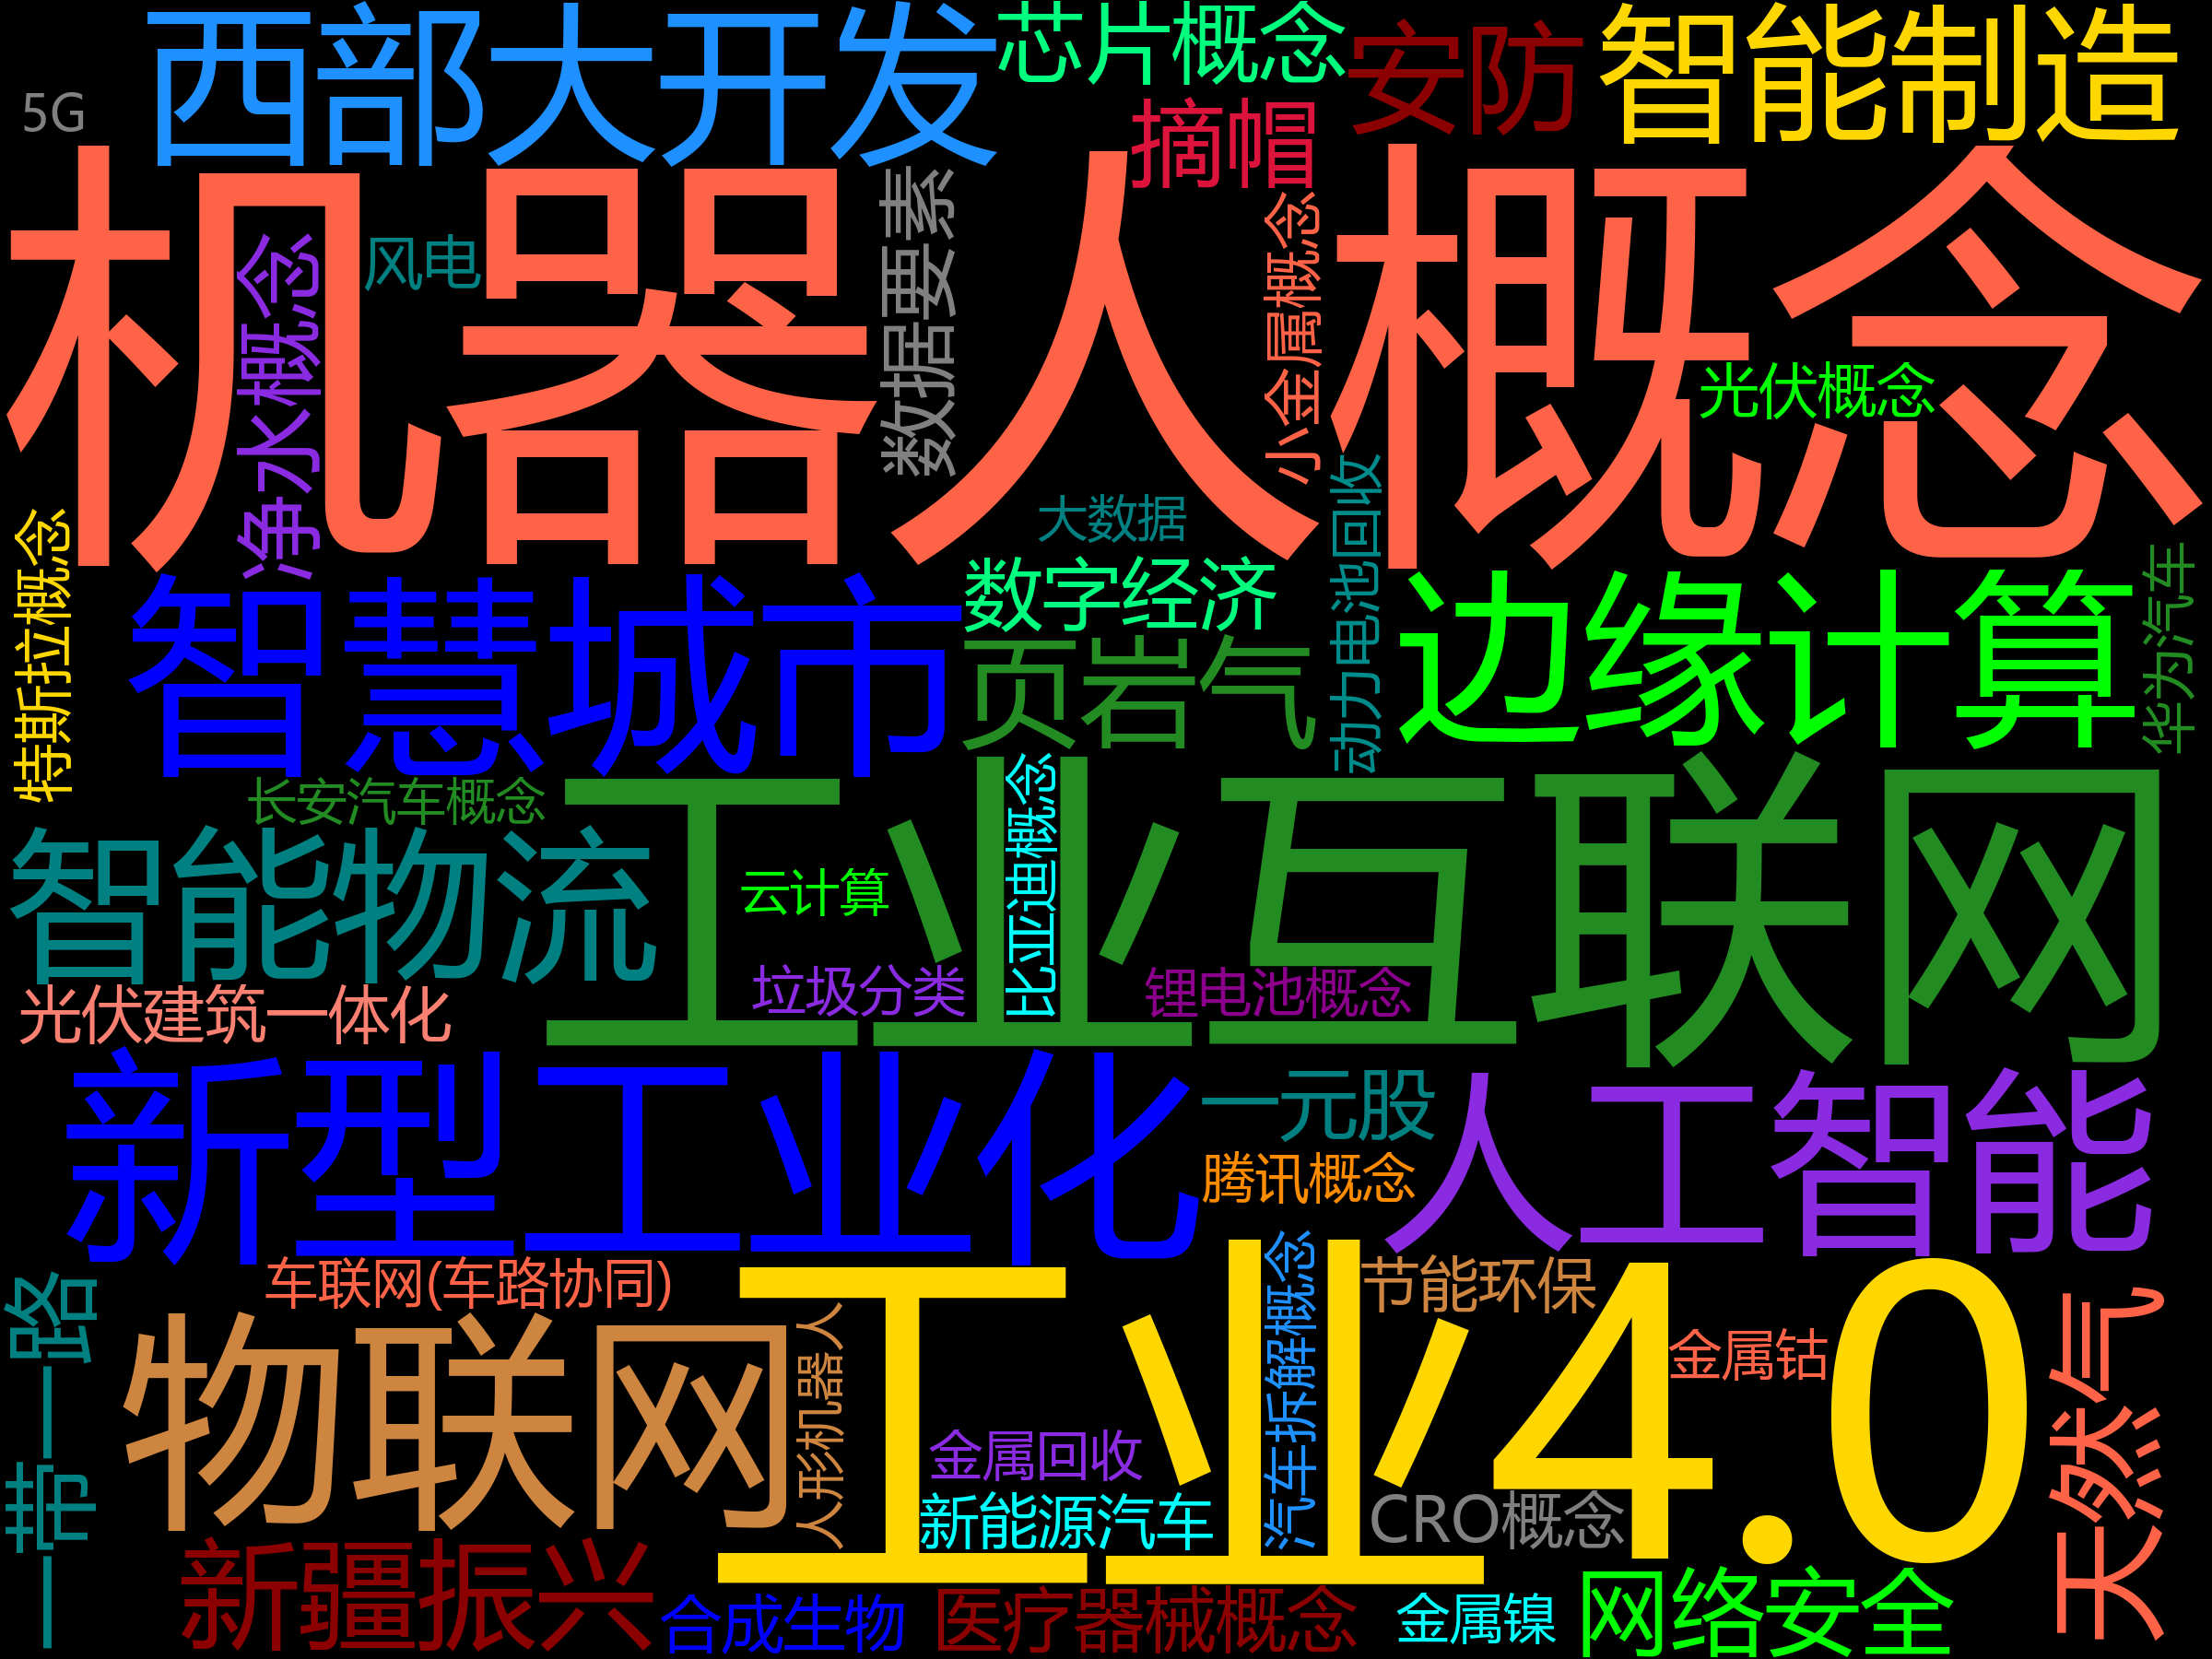 西部大开发
芯片概念
安防
智能制造
5G
摘帽
机器人概念
净水概念
风电
数据要素
小金属概念
光伏概念
特斯拉概念
大数据
动力电池回收
数字经济
智慧城市
页岩气
边缘计算
华为汽车
长安汽车概念
工业互联网
智能物流
云计算
比亚迪概念
垃圾分类
锂电池概念
光伏建筑一体化
新型工业化
一元股
人工智能
腾讯概念
一带一路
车联网(车路协同)
工业4.0
汽车拆解概念
节能环保
天然气
物联网
人形机器人
金属钴
金属回收
新能源汽车
CRO概念
新疆振兴
合成生物
医疗器械概念
金属镍
网络安全